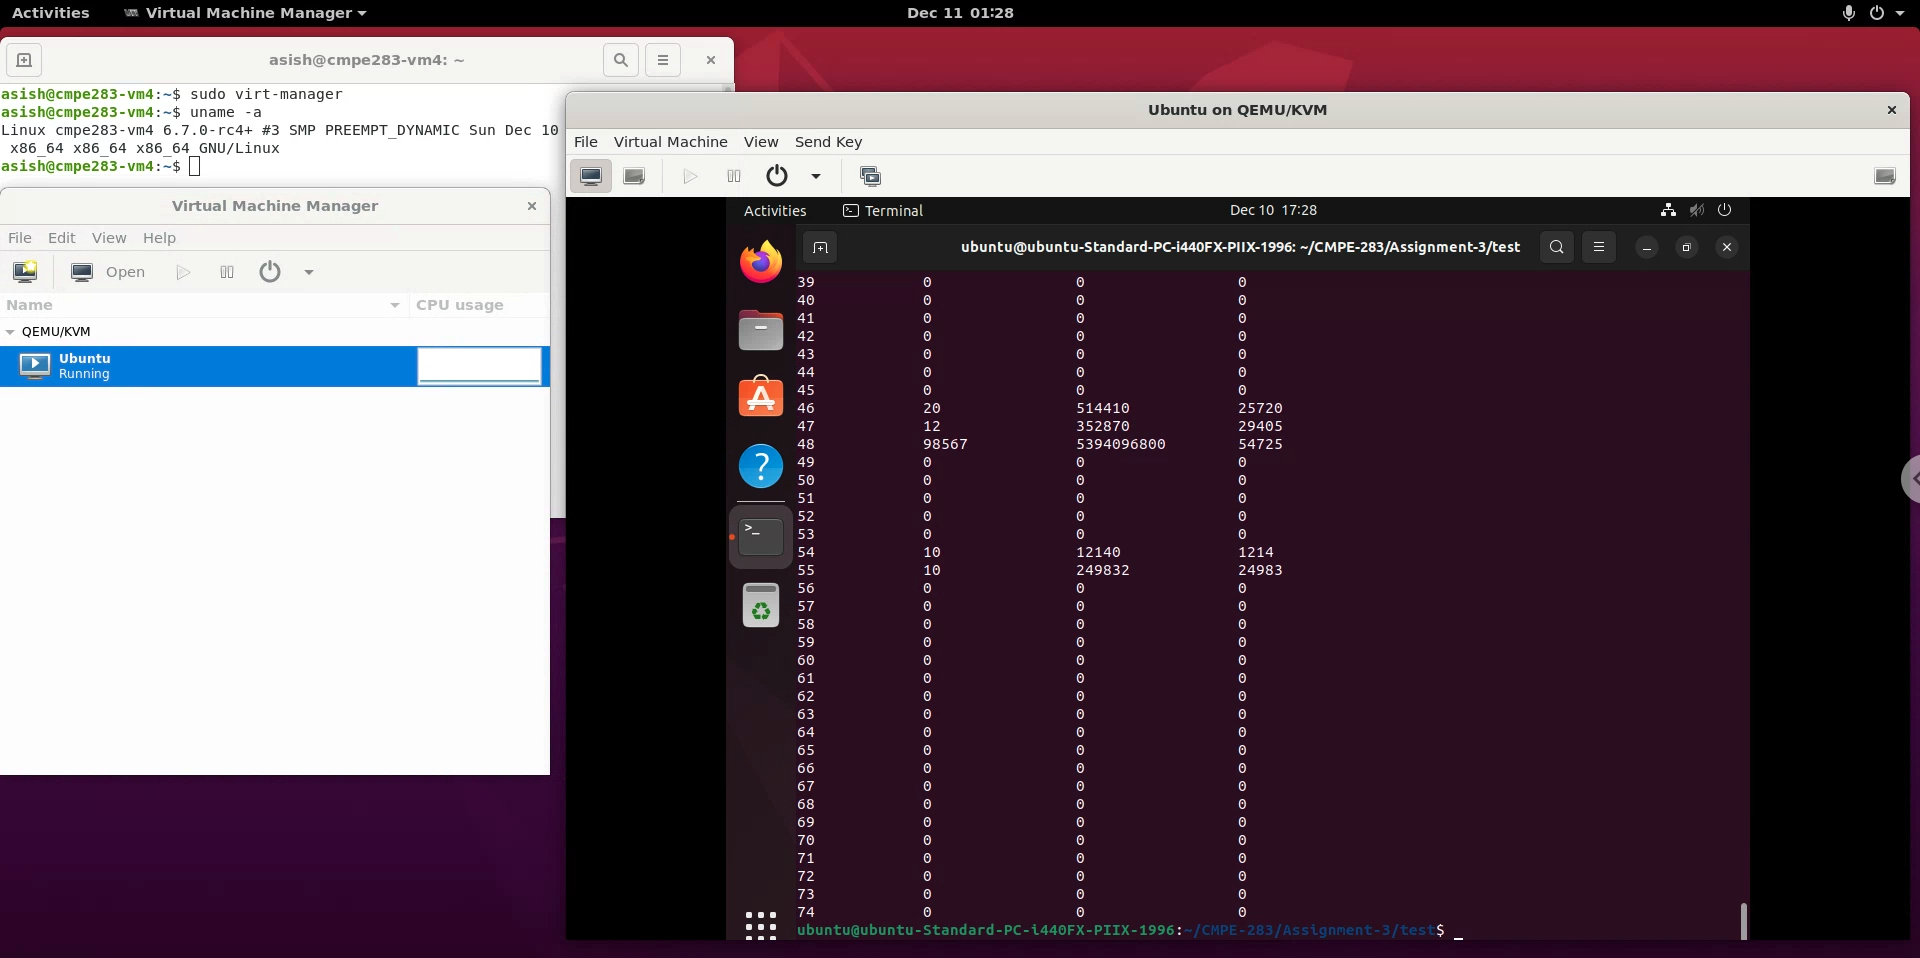 Activities Virtual Machine Manager Dec 11 01:28
asish@cmpe283-vm4: ~
asish@cmpe283-vm4:~$ sudo virt-manager
asish@cmpe283-vm4:~$ uname -a
Linux cmpe283-vm4 6.7.0-rc4+ #3 SMP PREEMPT_DYNAMIC Sun Dec 10
x86_64 x86_64 x86_64 GNU/Linux
asish@cmpe283-vm4:~$
Virtual Machine Manager
File Edit View Help
Open
Name CPU usage
QEMU/KVM
Ubuntu
Running
Ubuntu on QEMU/KVM
File Virtual Machine View Send Key
Activities Terminal Dec 10 17:28
ubuntu@ubuntu-Standard-PC-i440FX-PIIX-1996: ~/CMPE-283/Assignment-3/test
39 0 0 0
40 0 0 0
41 0 0 0
42 0 0 0
43 0 0 0
44 0 0 0
45 0 0 0
46 20 514410 25720
47 12 352870 29405
48 98567 5394096800 54725
49 0 0 0
50 0 0 0
51 0 0 0
52 0 0 0
53 0 0 0
54 10 12140 1214
55 10 249832 24983
56 0 0 0
57 0 0 0
58 0 0 0
59 0 0 0
60 0 0 0
61 0 0 0
62 0 0 0
63 0 0 0
64 0 0 0
65 0 0 0
66 0 0 0
67 0 0 0
68 0 0 0
69 0 0 0
70 0 0 0
71 0 0 0
72 0 0 0
73 0 0 0
74 0 0 0
ubuntu@ubuntu-Standard-PC-i440FX-PIIX-1996:~/CMPE-283/Assignment-3/test$